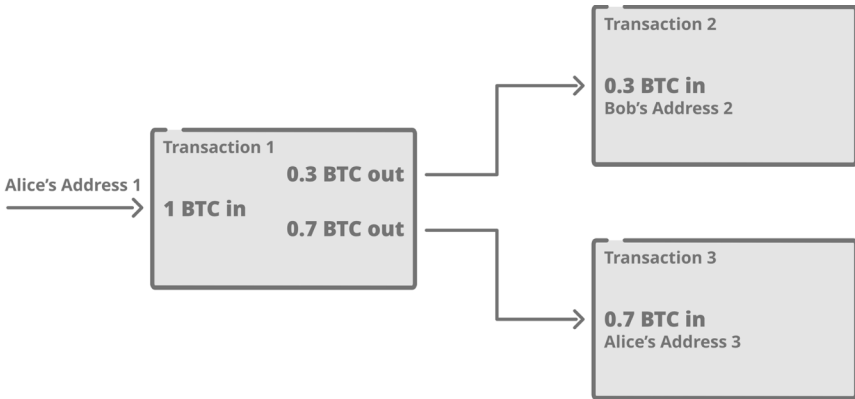 Alice’s Address 1
Transaction 1
0.3 BTC out
1 BTC in
0.7 BTC out
Transaction 2
0.3 BTC in
Bob’s Address 2
Transaction 3
0.7 BTC in
Alice’s Address 3